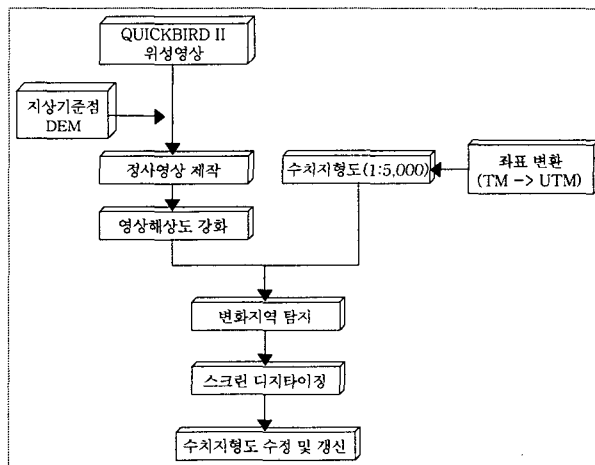 QUICKBIRD II
위성영상
지상기준점
DEM
정사영상 제작
수치지형도(1:5,000)
좌표 변환
(TM -> UTM)
영상해상도 강화
변화지역 탐지
스크린 디지타이징
수치지형도 수정 및 갱신